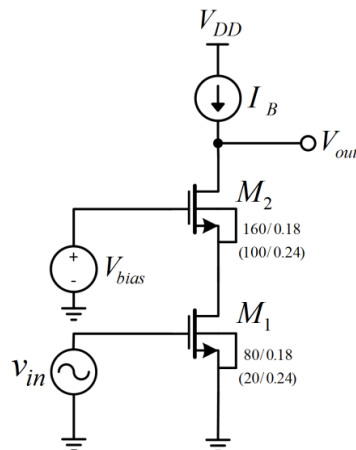 V_DD
I_B
V_out
M_2
160/0.18
(100/0.24)
+
-
V_bias
M_1
80/0.18
(20/0.24)
v_in